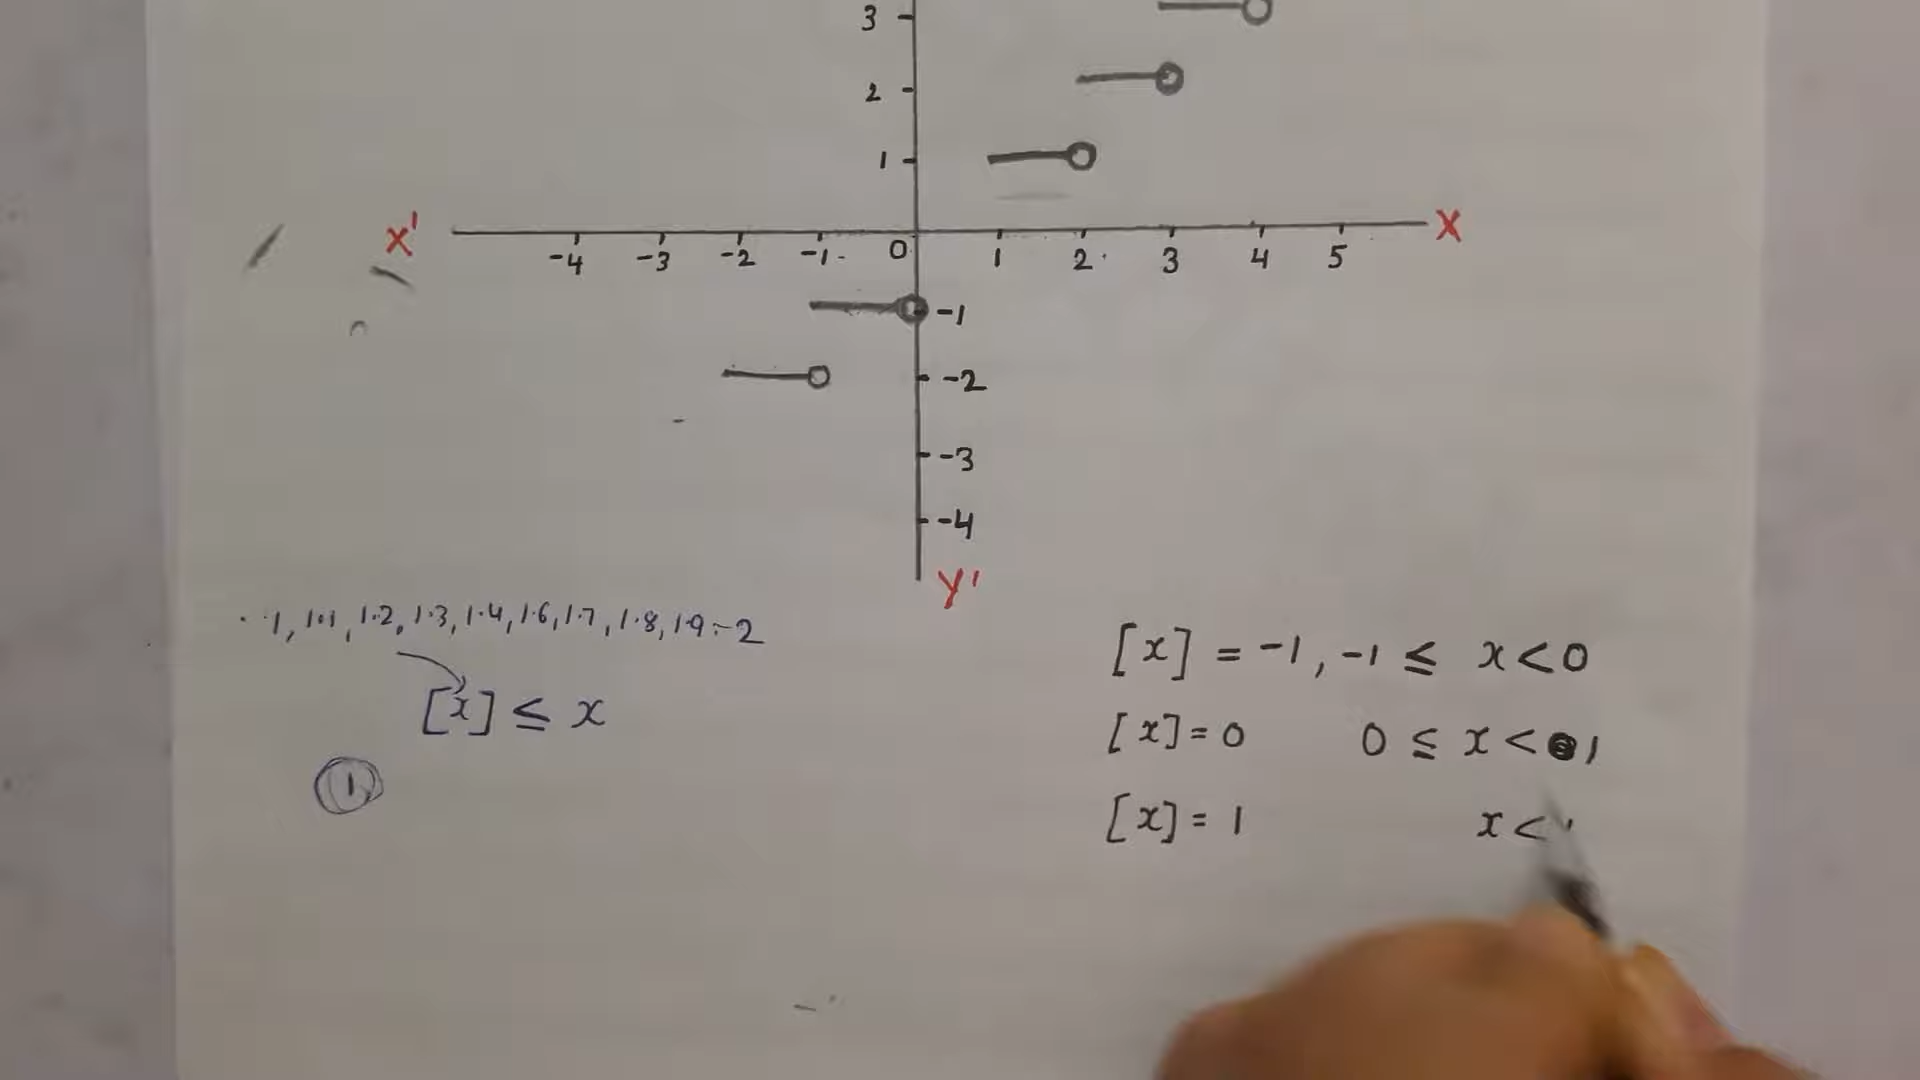 3
2
1
X'
-4 -3 -2 -1 0 1 2 3 4 5
X
-1
-2
-3
-4
Y'
1, 1.1, 1.2, 1.3, 1.4, 1.6, 1.7, 1.8, 1.9 - 2
[x] ≤ x
1
[x] = -1, -1 ≤ x < 0
[x] = 0 0 ≤ x < 1
[x] = 1 x <